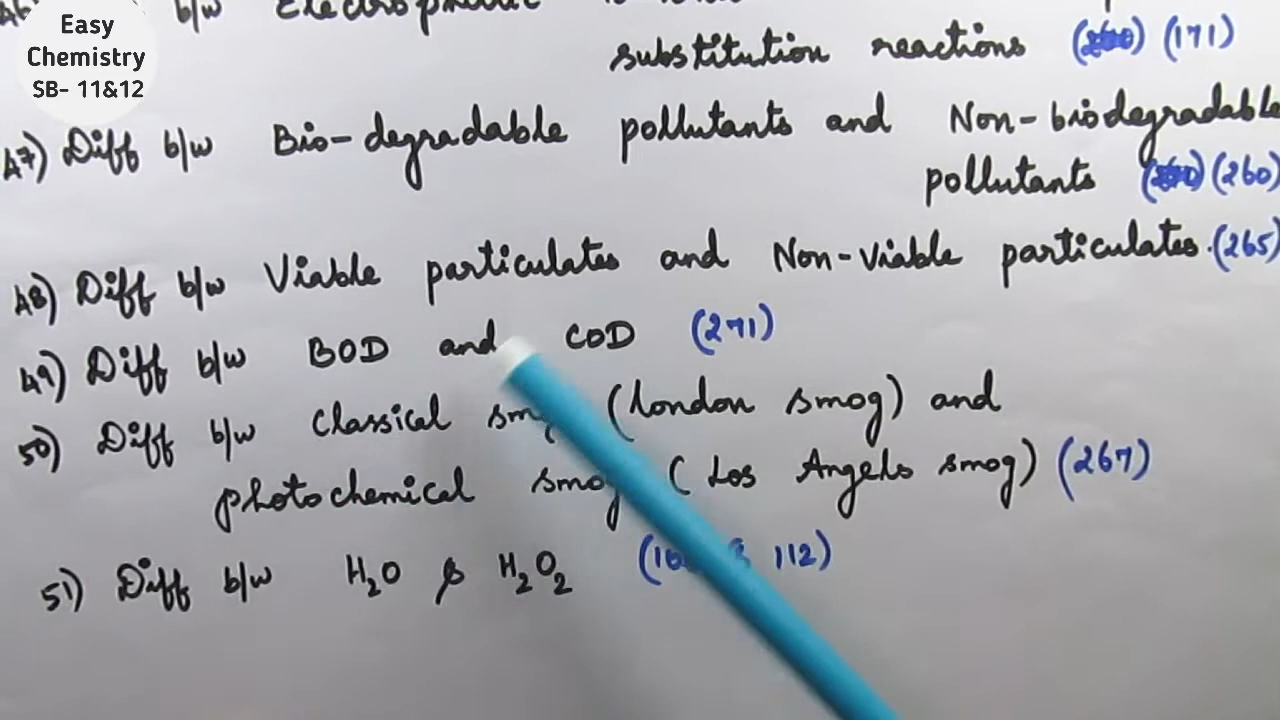 Easy
Chemistry
SB- 11&12
b/w
substitution reactions (171)
47) Diff b/w Bio-degradable pollutants and Non-biodegradable
pollutants (260)
48) Diff b/w Viable particulates and Non-Viable particulates. (265)
49) Diff b/w BOD and COD (271)
50) Diff b/w Classical (london smog) and
photochemical smog (Los Angels smog) (267)
51) Diff b/w H₂O & H₂O₂ 112)